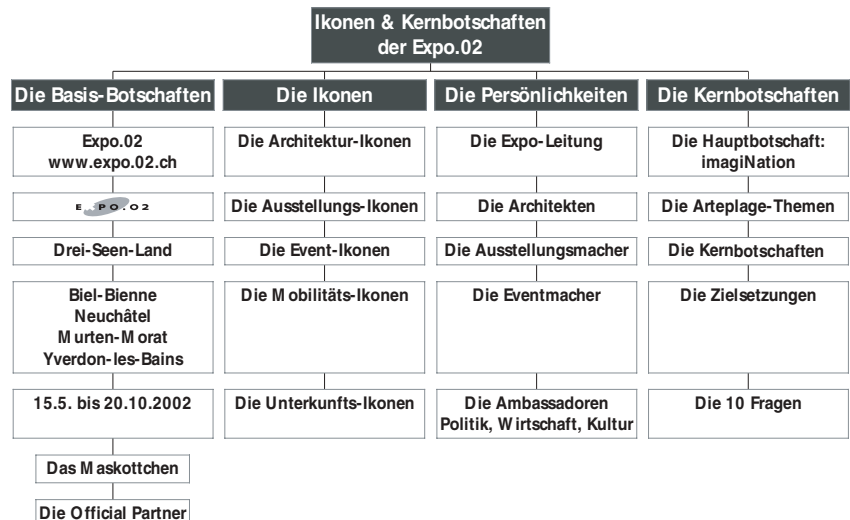 Ikonen & Kernbotschaften
der Expo.02
Die Basis-Botschaften
Expo.02
www.expo.02.ch
EXPO.02
Drei-Seen-Land
Biel-Bienne
Neuchâtel
Murten-Morat
Yverdon-les-Bains
15.5. bis 20.10.2002
Das Maskottchen
Die Official Partner
Die Ikonen
Die Architektur-Ikonen
Die Ausstellungs-Ikonen
Die Event-Ikonen
Die Mobilitäts-Ikonen
Die Unterkunfts-Ikonen
Die Persönlichkeiten
Die Expo-Leitung
Die Architekten
Die Ausstellungsmacher
Die Eventmacher
Die Ambassadoren
Politik, Wirtschaft, Kultur
Die Kernbotschaften
Die Hauptbotschaft:
imagiNation
Die Arteplage-Themen
Die Kernbotschaften
Die Zielsetzungen
Die 10 Fragen